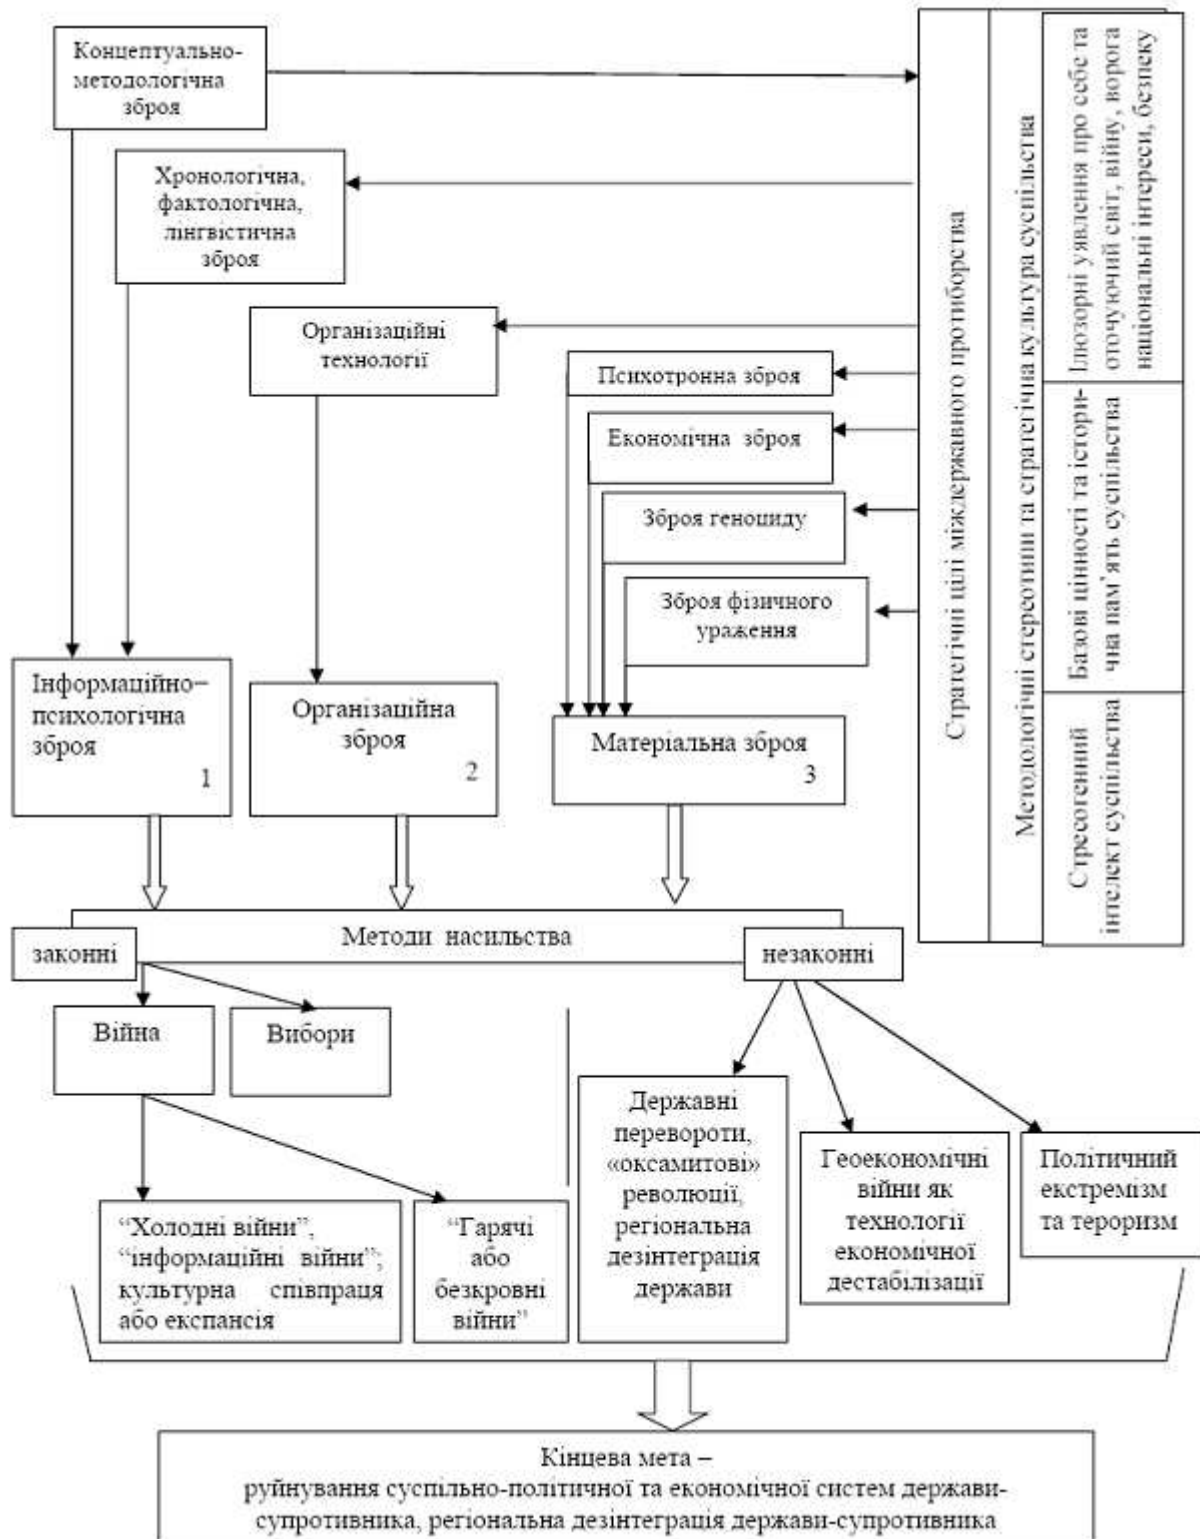 Концептуально-
методологічна
зброя
Хронологічна,
фактологічна,
лінгвістична
зброя
Організаційні
технології
Психотронна зброя
Економічна зброя
Зброя геноциду
Зброя фізичного
ураження
Інформаційно–
психологічна
зброя
1
Організаційна
зброя
2
Матеріальна зброя
3
Стратегічні цілі міждержавного протиборства
Методологічні стереотипи та стратегічна культура суспільства
Ілюзорні уявлення про себе та
оточуючий світ, війну, ворога
національні інтереси, безпеку
Базові цінності та істори-
чна пам'ять суспільства
Стресогенний
інтелект суспільства
Методи насильства
законні
незаконні
Війна
Вибори
Державні
перевороти,
«оксамитові»
революції,
регіональна
дезінтеграція
держави
Геоекономічні
війни як
технології
економічної
дестабілізації
Політичний
екстремізм
та тероризм
“Холодні війни”,
“інформаційні війни”;
культурна співпраця
або експансія
“Гарячі
або
безкровні
війни”
Кінцева мета –
руйнування суспільно-політичної та економічної систем держави-
супротивника, регіональна дезінтеграція держави-супротивника